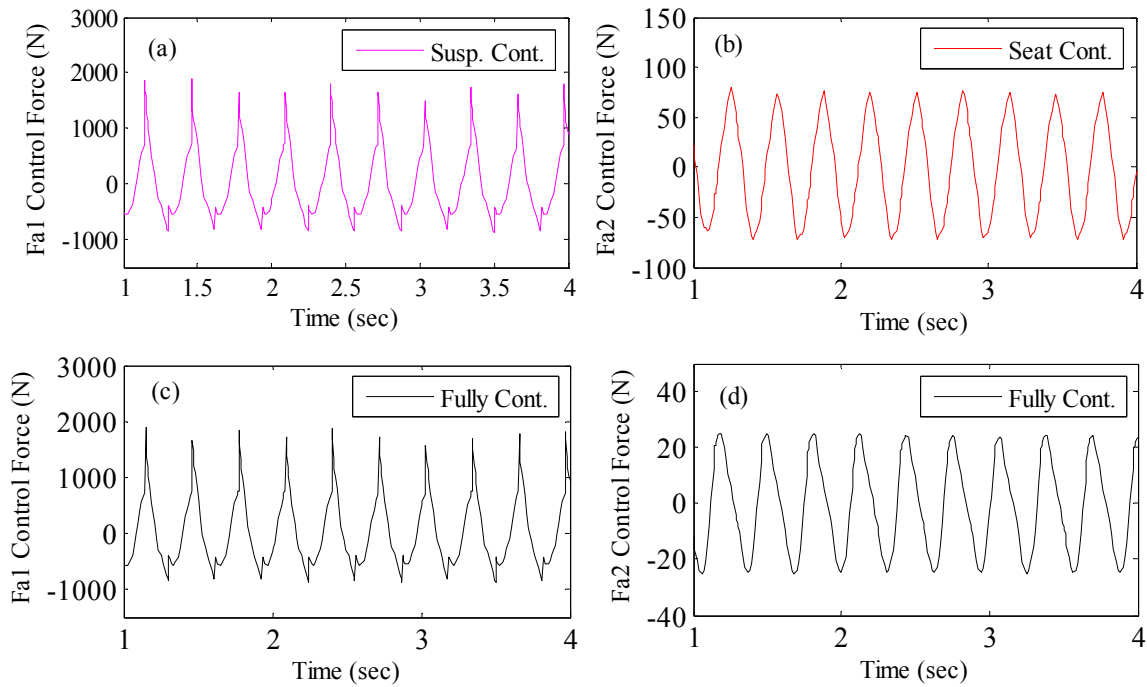 (a)
Susp. Cont.
Fa1 Control Force (N)
3000
2000
1000
0
-1000
1 1.5 2 2.5 3 3.5 4
Time (sec)
(b)
Seat Cont.
Fa2 Control Force (N)
150
100
50
0
-50
-100
1 2 3 4
Time (sec)
(c)
Fully Cont.
Fa1 Control Force (N)
3000
2000
1000
0
-1000
1 2 3 4
Time (sec)
(d)
Fully Cont.
Fa2 Control Force (N)
40
20
0
-20
-40
1 2 3 4
Time (sec)